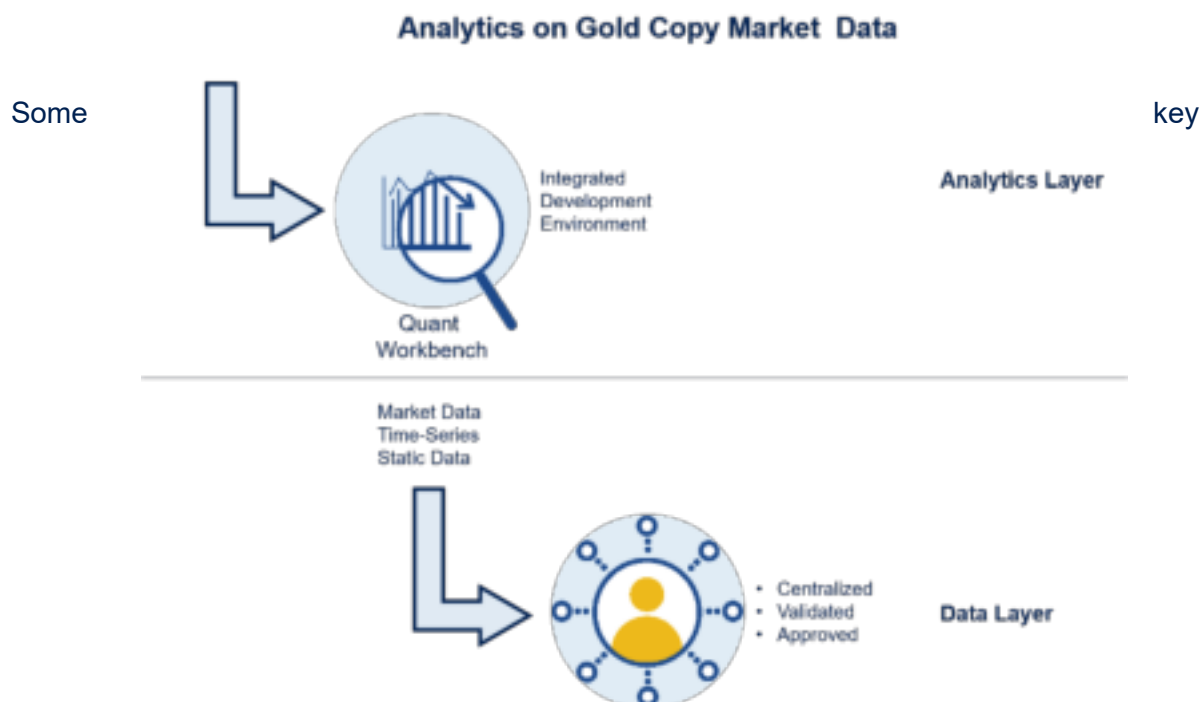 Analytics on Gold Copy Market Data
Some key
Integrated
Development
Environment
Analytics Layer
Quant
Workbench
Market Data
Time-Series
Static Data
• Centralized
• Validated
• Approved
Data Layer